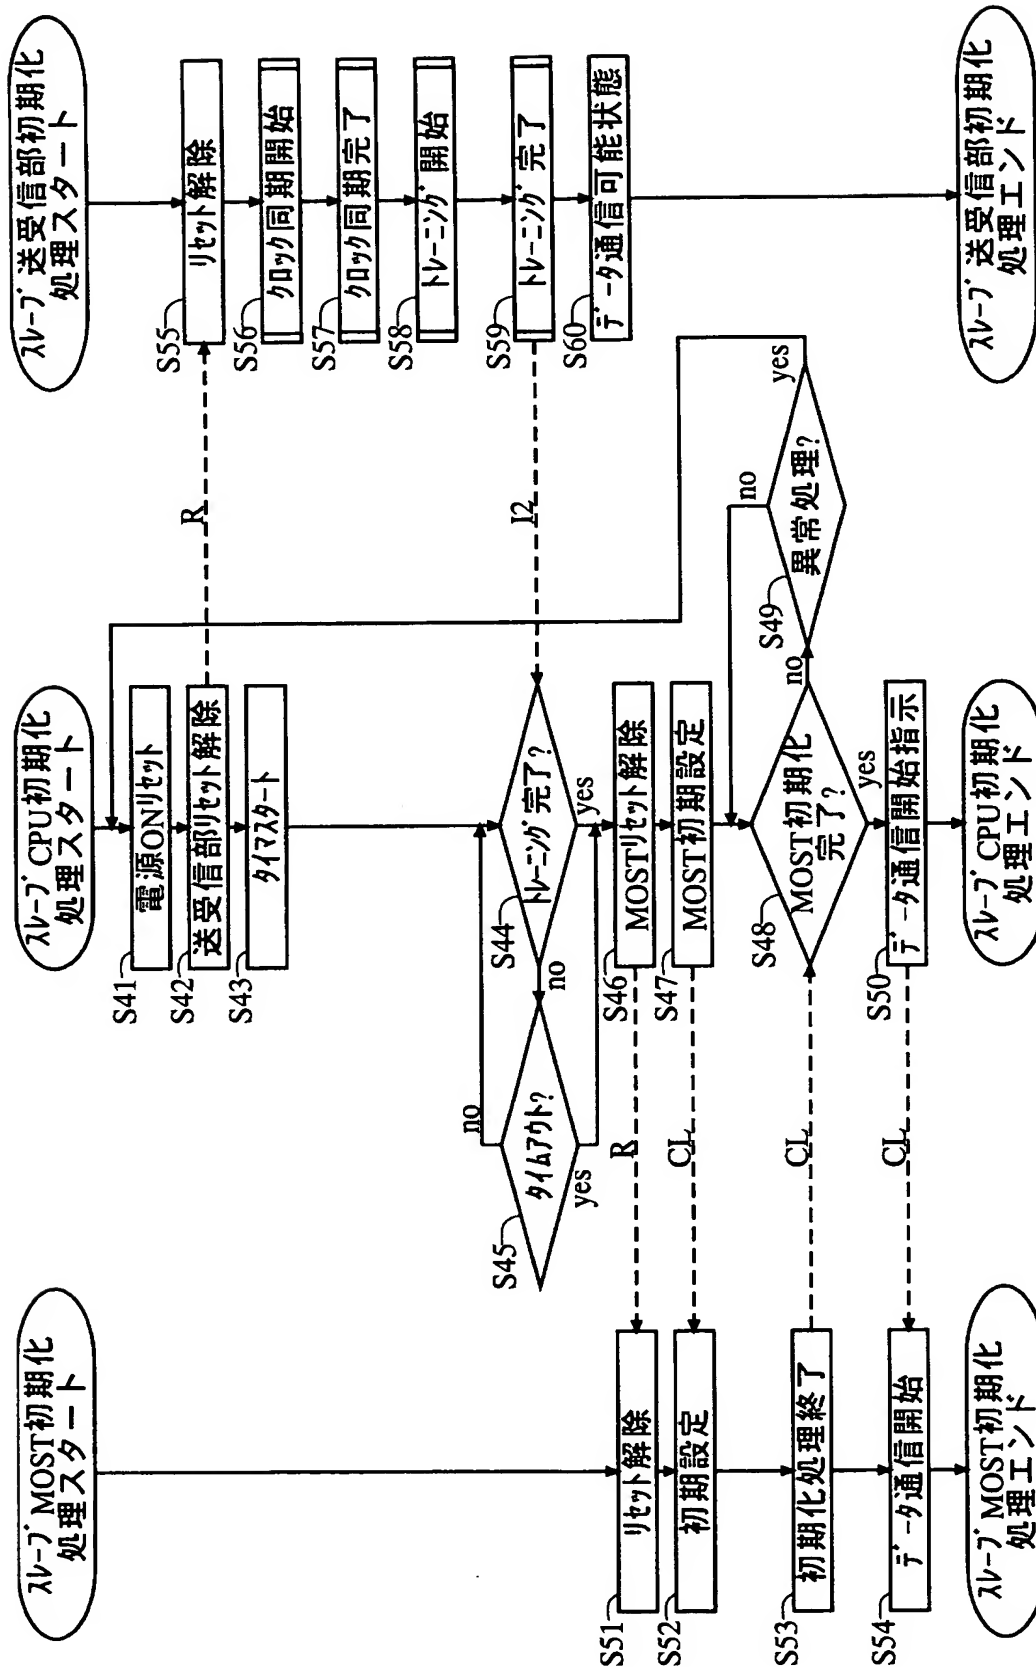 スレーブMOST初期化
処理スタート
S51
リセット解除
S52
初期設定
S53
初期化処理終了
S54
データ通信開始
スレーブMOST初期化
処理エンド
スレーブCPU初期化
処理スタート
S41
電源ONリセット
S42
送受信部リセット解除
S43
タイマスタート
S44
トレーニング完了?
no
yes
S45
タイムアウト?
no
yes
S46
MOSTリセット解除
R
S47
MOST初期設定
CL
S48
MOST初期化
完了?
CL
no
yes
S49
異常処理?
no
yes
S50
データ通信開始指示
CL
スレーブCPU初期化
処理エンド
スレーブ送受信部初期化
処理スタート
R
S55
リセット解除
S56
クロック同期開始
S57
クロック同期完了
S58
トレーニング開始
I2
S59
トレーニング完了
S60
データ通信可能状態
スレーブ送受信部初期化
処理エンド